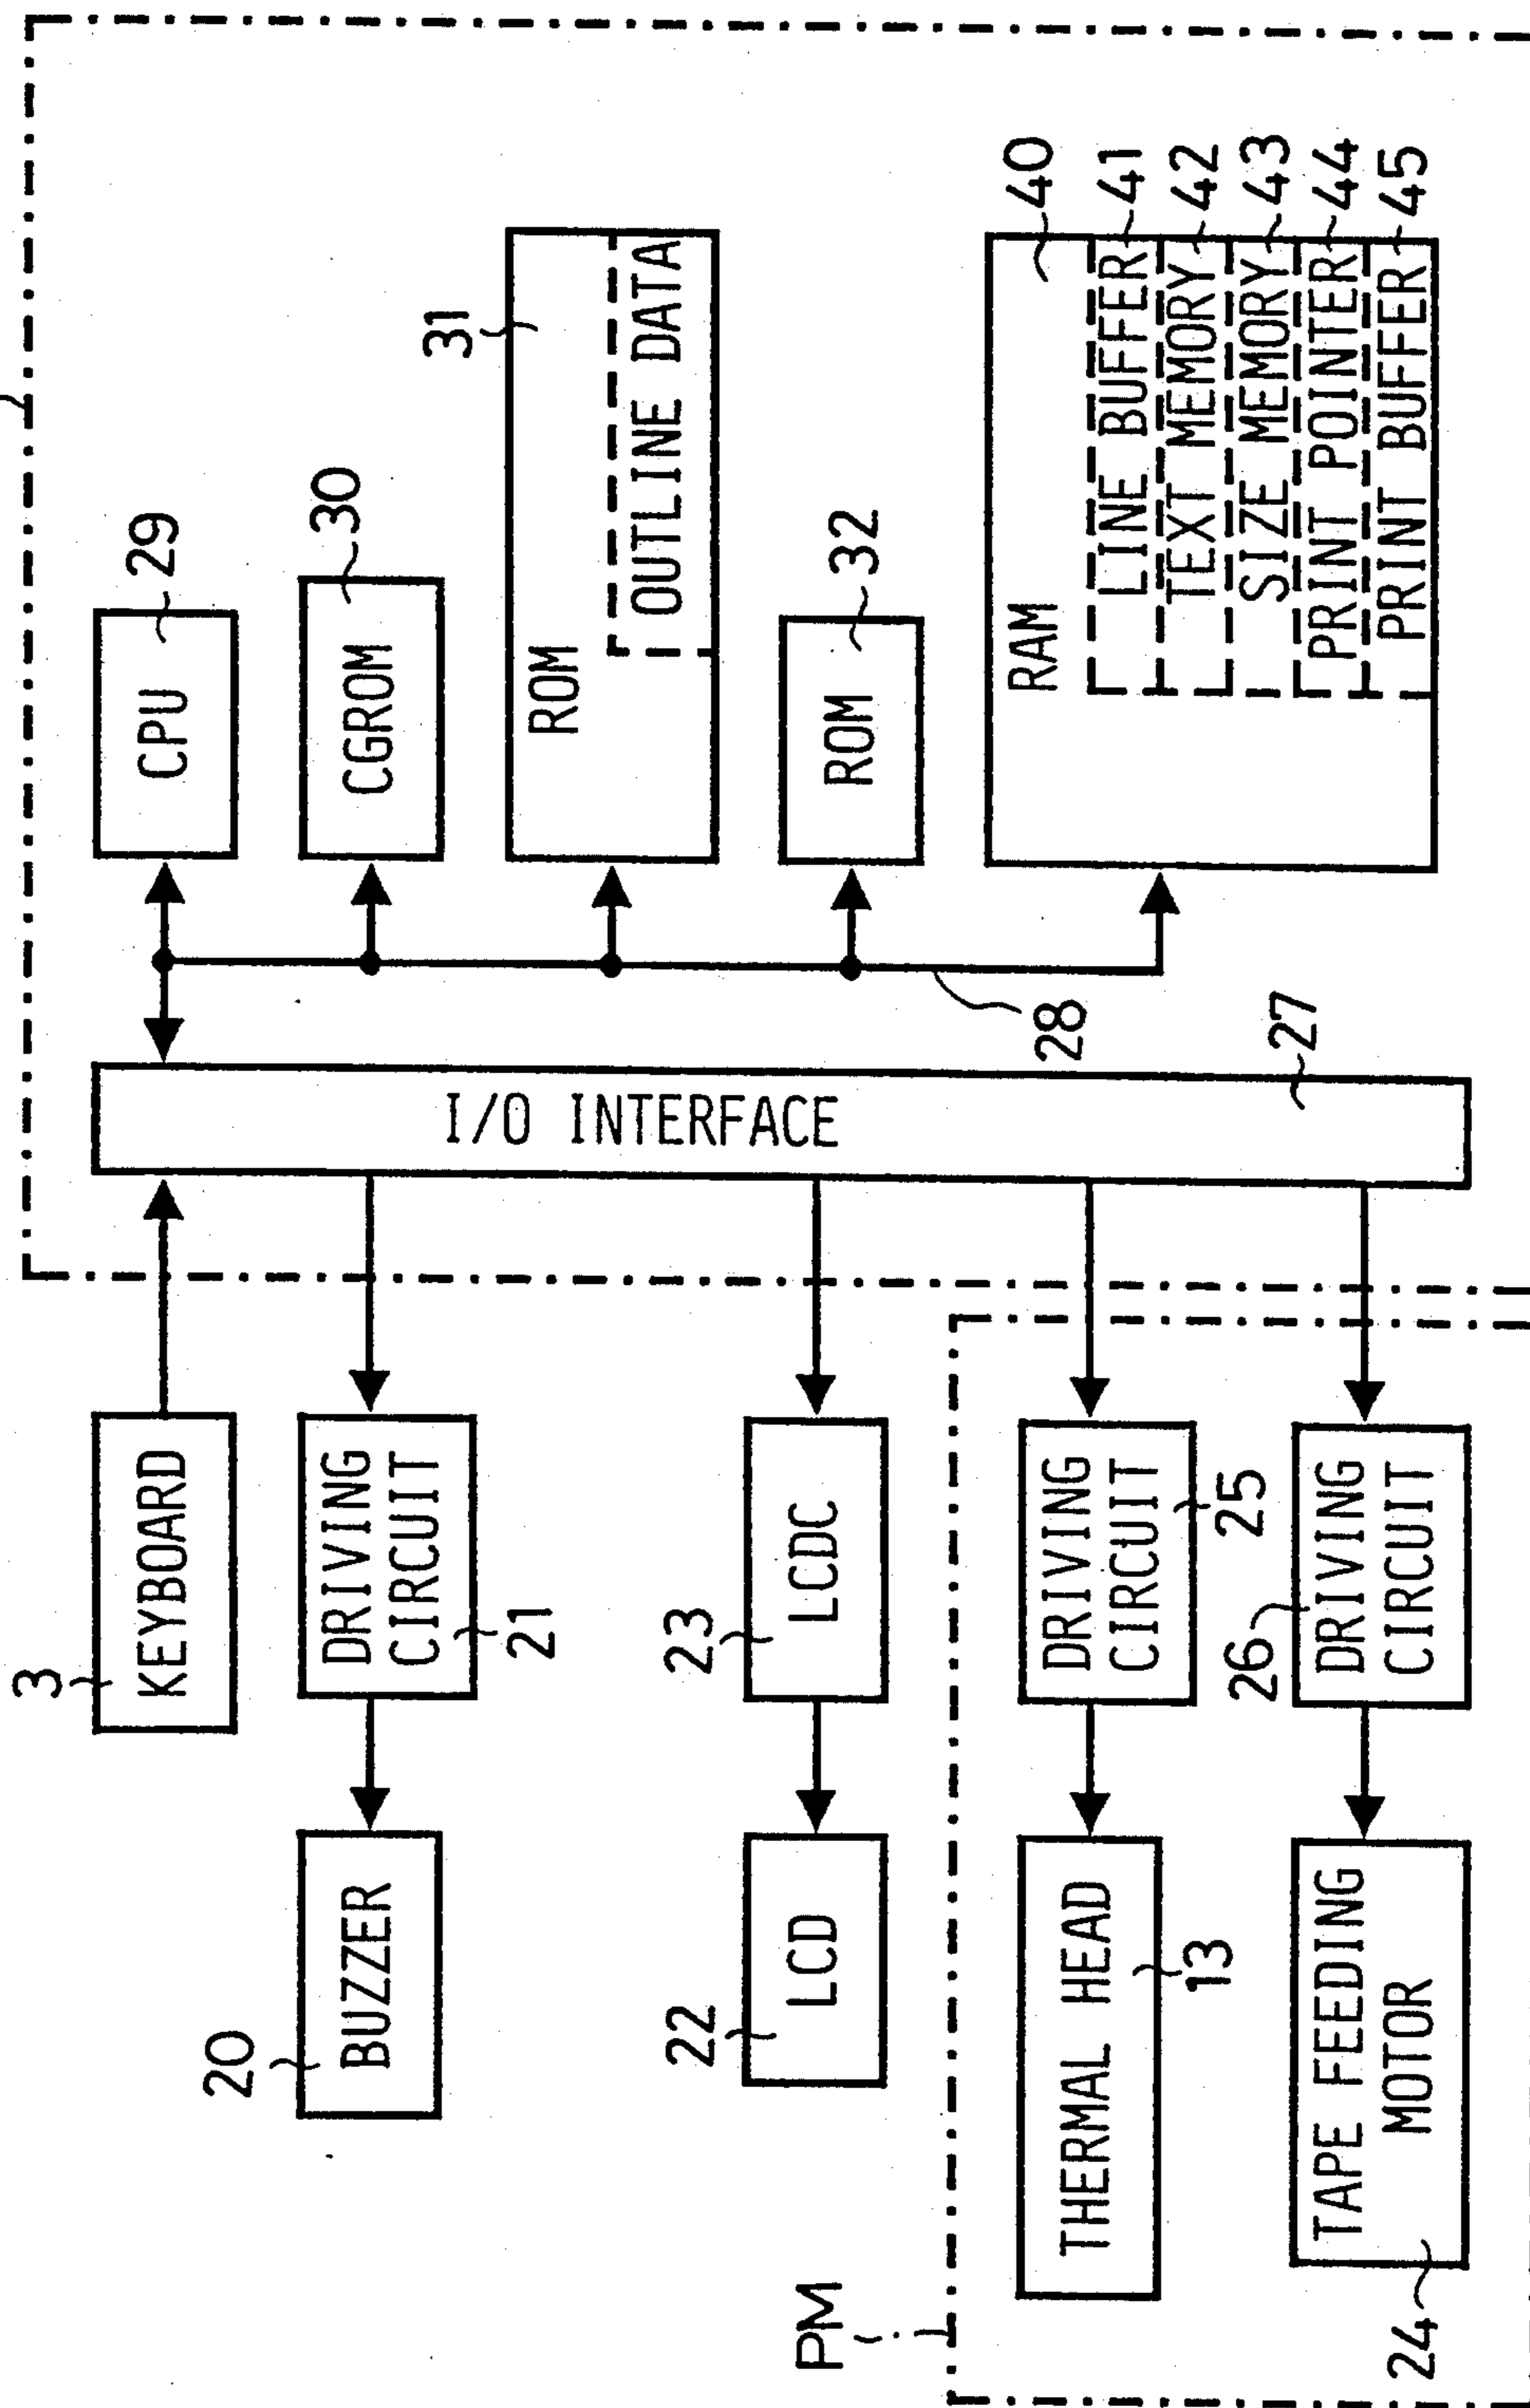 3
KEYBOARD
20
BUZZER
DRIVING
CIRCUIT
21
22
LCD
23
LCDC
PM
THERMAL HEAD
13
DRIVING
CIRCUIT
25
24
TAPE FEEDING
MOTOR
26
DRIVING
CIRCUIT
I/O INTERFACE
27
28
CPU
29
CGROM
30
ROM
31
OUTLINE DATA
ROM
32
RAM
40
LINE BUFFER
41
TEXT MEMORY
42
SIZE MEMORY
43
PRINT POINTER
44
PRINT BUFFER
45